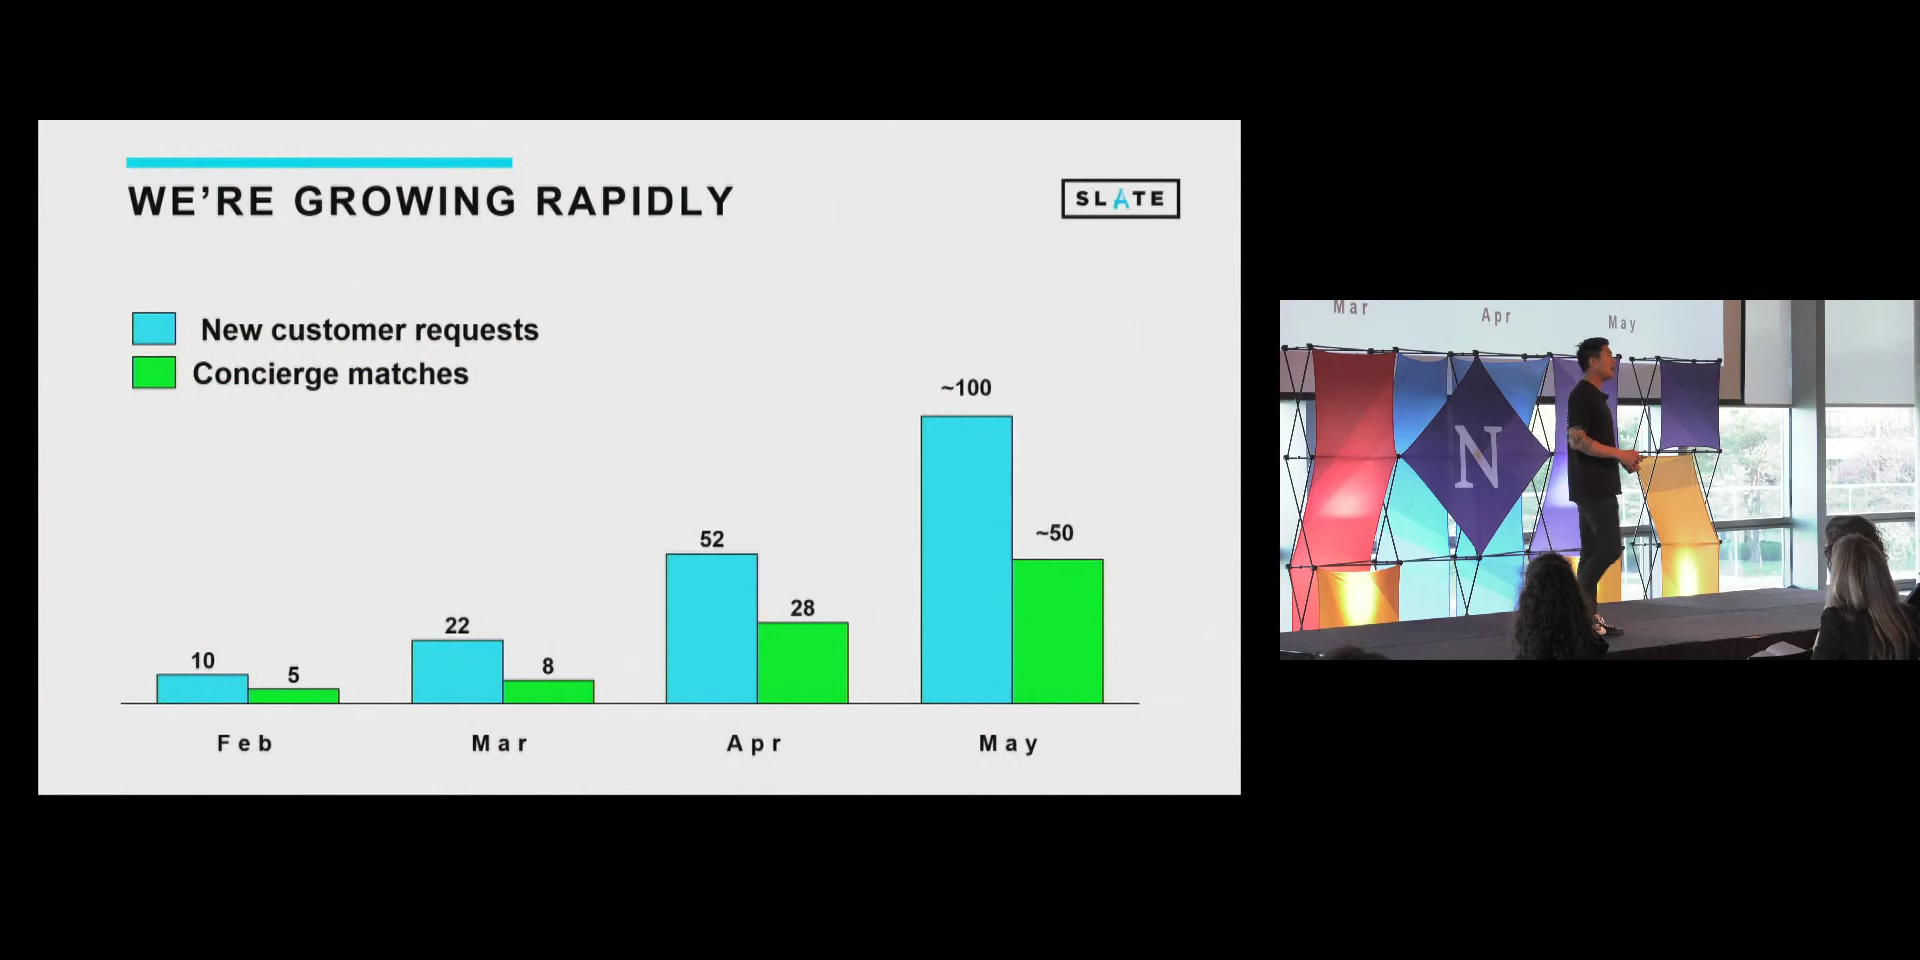 WE'RE GROWING RAPIDLY
SLATE
New customer requests
Concierge matches
~100
~50
52
28
22
8
10
5
Feb Mar Apr May
Mar Apr May
N